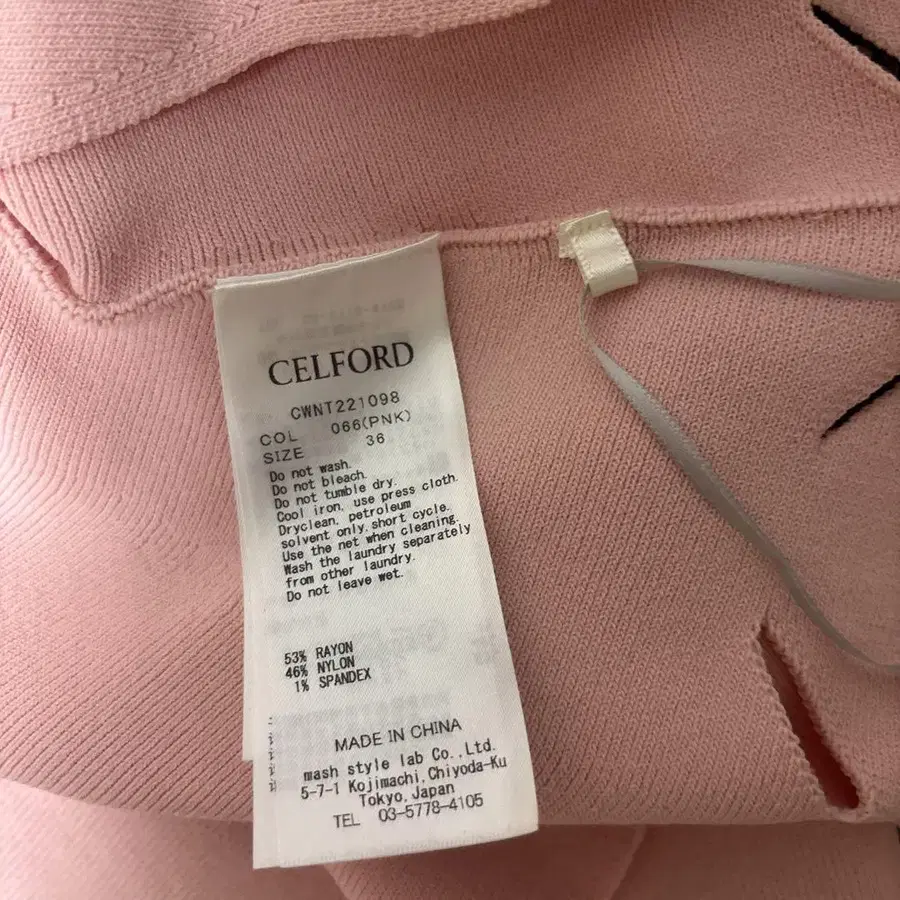 CELFORD
CWNT221098
COL 066(PNK)
SIZE 36
Do not wash.
Do not bleach.
Do not tumble dry.
Cool iron, use press cloth.
Dryclean, petroleum
solvent only.short cycle.
Use the net when cleaning.
Wash the laundry separately
from other laundry.
Do not leave wet.
53% RAYON
46% NYLON
1% SPANDEX
MADE IN CHINA
mash style lab Co.,Ltd.
5-7-1 Kojimachi,Chiyoda-Ku
Tokyo,Japan
TEL 03-5778-4105